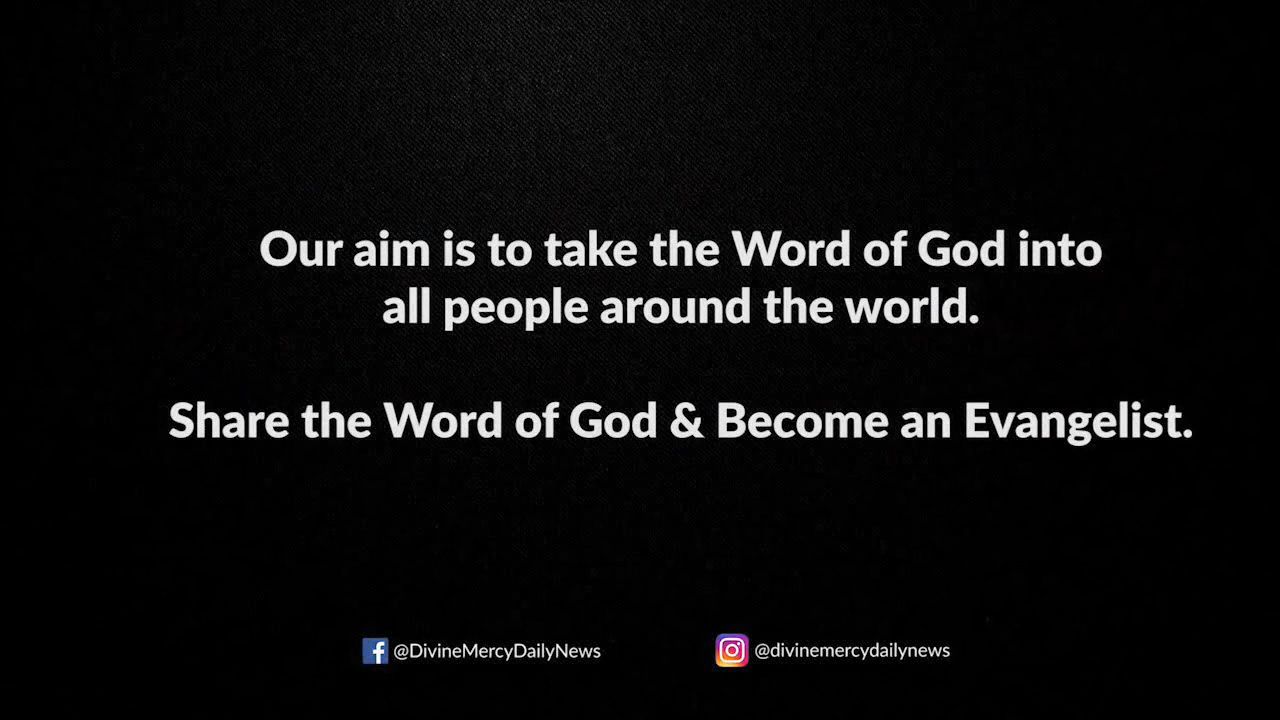 Our aim is to take the Word of God into
all people around the world.
Share the Word of God & Become an Evangelist.
@DivineMercyDailyNews
@divinemercydailynews